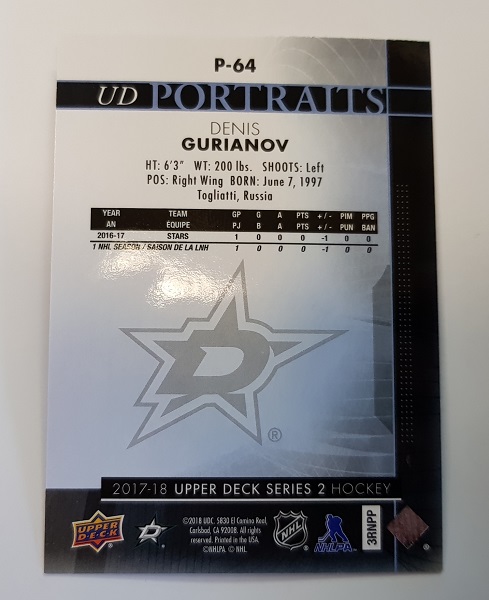 P-64
UD PORTRAITS
DENIS
GURIANOV
HT: 6'3" WT: 200 lbs. SHOOTS: Left
POS: Right Wing BORN: June 7, 1997
Togliatti, Russia
YEAR TEAM GP G A PTS +/- PIM PPG
AN ÉQUIPE PJ B A PTS +/- PUN BAN
2016-17 STARS 1 0 0 0 -1 0 0
1 NHL SEASON / SAISON DE LA LNH 1 0 0 0 -1 0 0
D
®
2017-18 UPPER DECK SERIES 2 HOCKEY
UPPER DECK
©2018 UDC. 5830 El Camino Real,
Carlsbad, CA 92008. All rights
reserved. Printed in the USA.
©NHLPA © NHL.
NHL
NHLPA
3RNPP